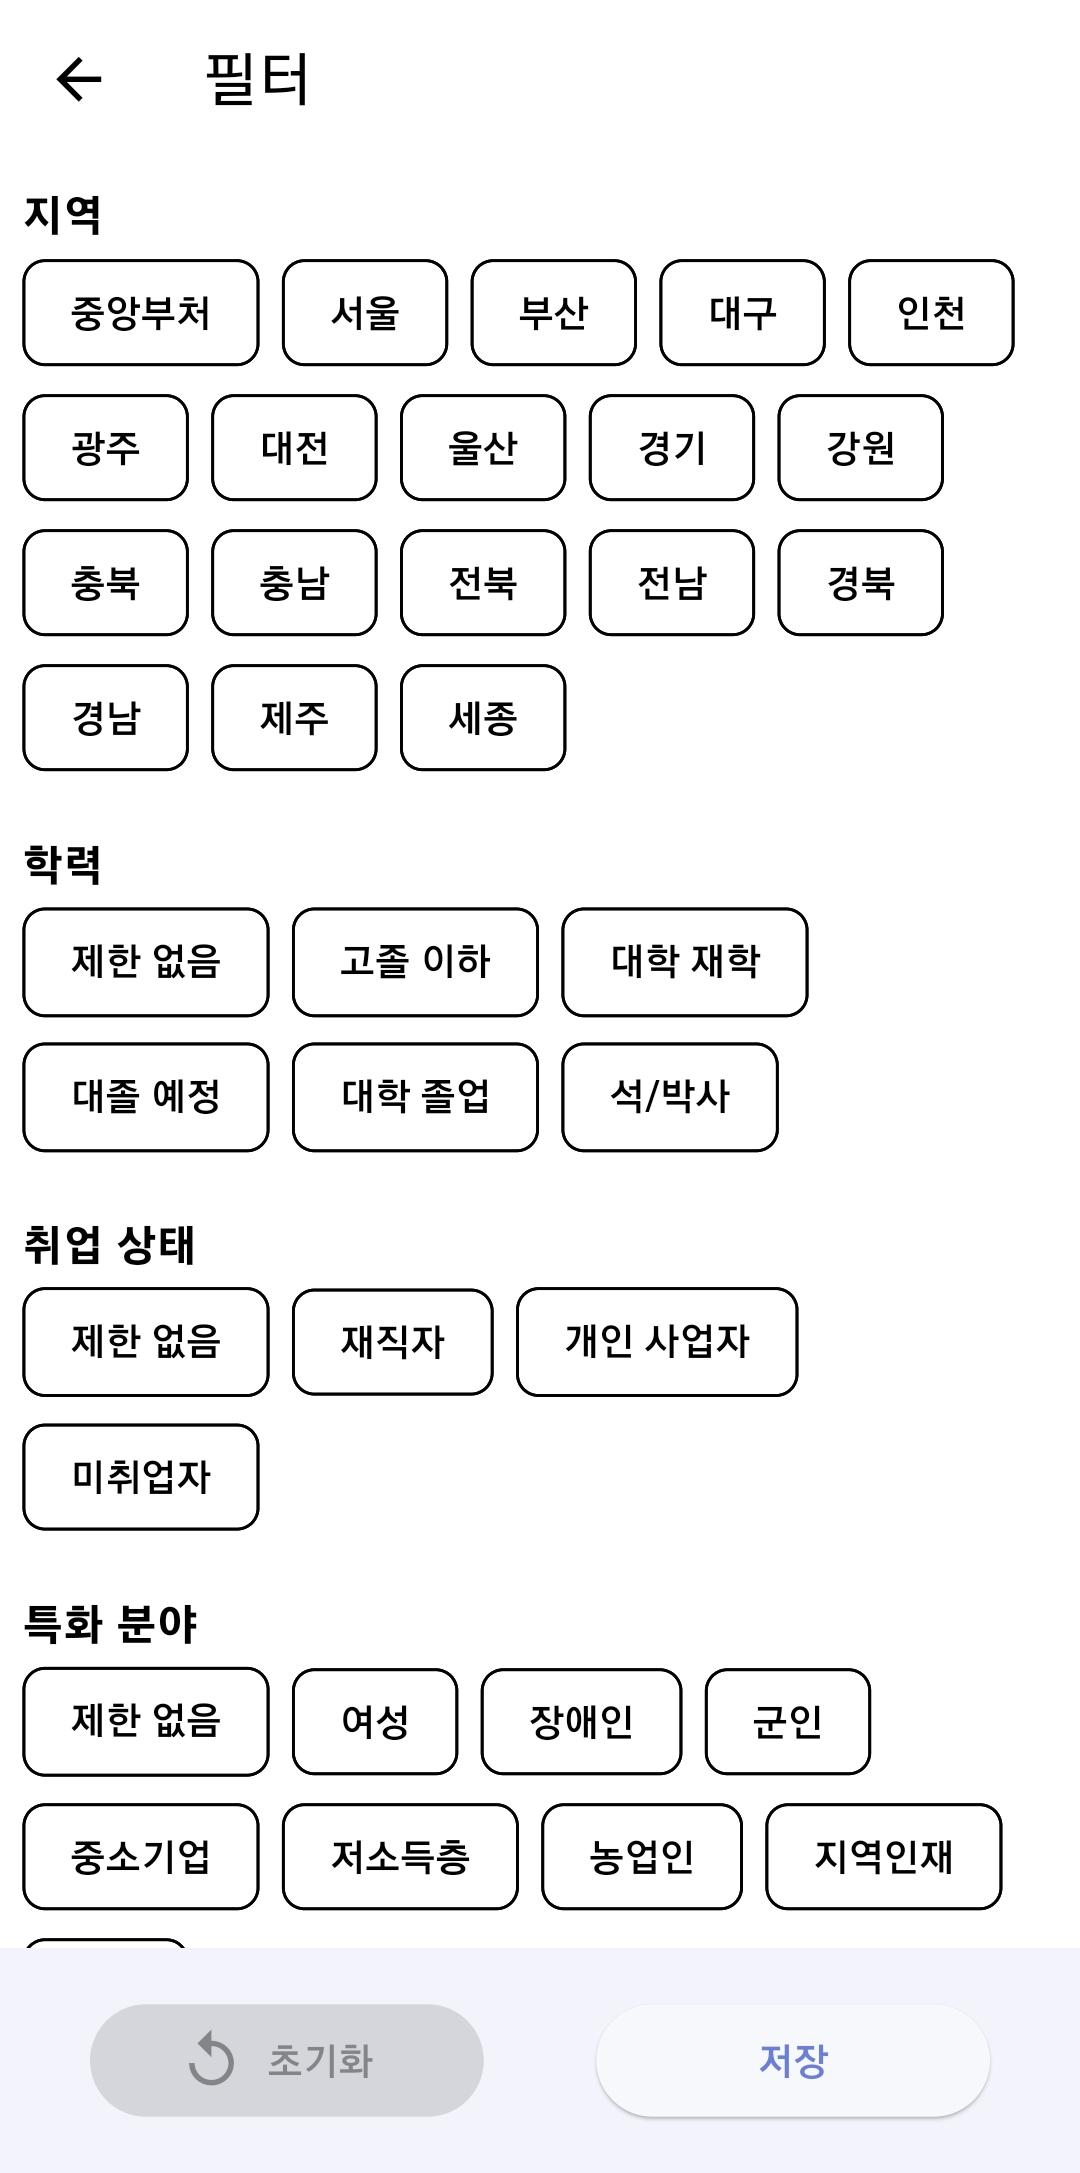 필터
지역
중앙부처 서울 부산 대구 인천
광주 대전 울산 경기 강원
충북 충남 전북 전남 경북
경남 제주 세종
학력
제한 없음 고졸 이하 대학 재학
대졸 예정 대학 졸업 석/박사
취업 상태
제한 없음 재직자 개인 사업자
미취업자
특화 분야
제한 없음 여성 장애인 군인
중소기업 저소득층 농업인 지역인재
초기화 저장